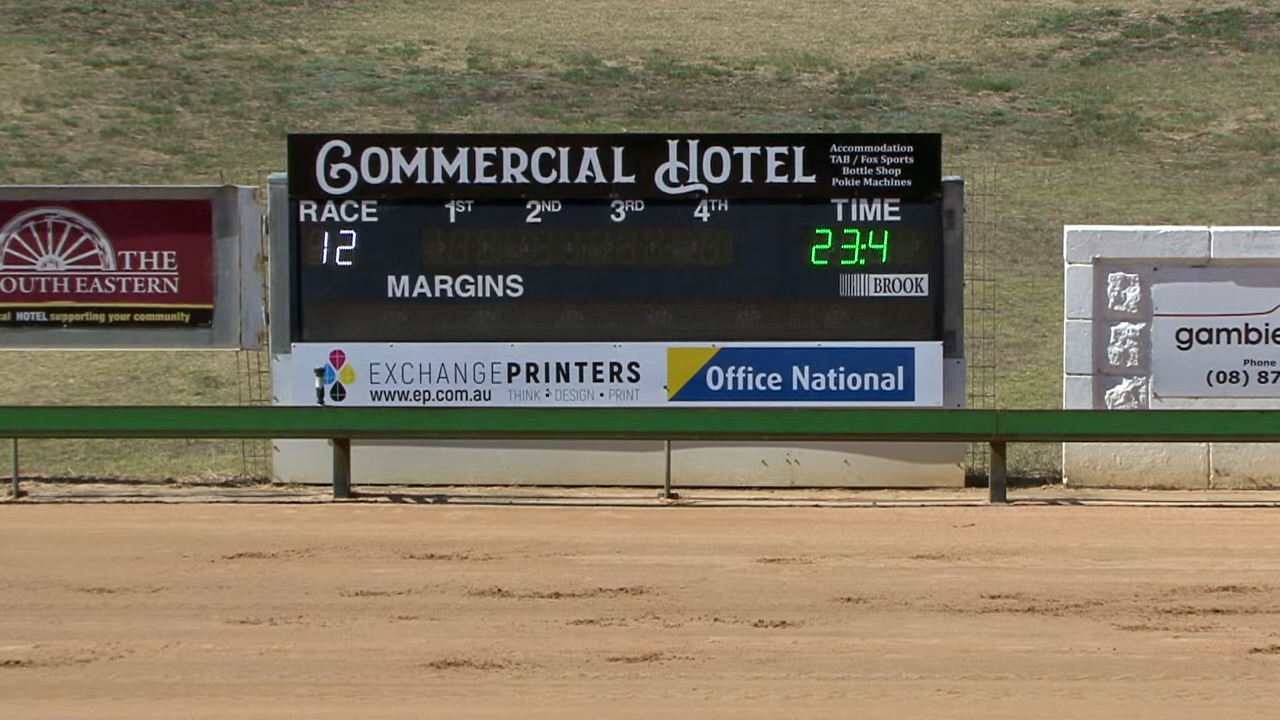 COMMERCIAL HOTEL
Accommodation
TAB / Fox Sports
Bottle Shop
Pokie Machines
RACE 1ST 2ND 3RD 4TH TIME
12 23:4
MARGINS
BROOK
THE
OUTH EASTERN
al HOTEL supporting your community
EXCHANGEPRINTERS
www.ep.com.au THINK • DESIGN • PRINT
Office National
gambie
Phone
(08) 87